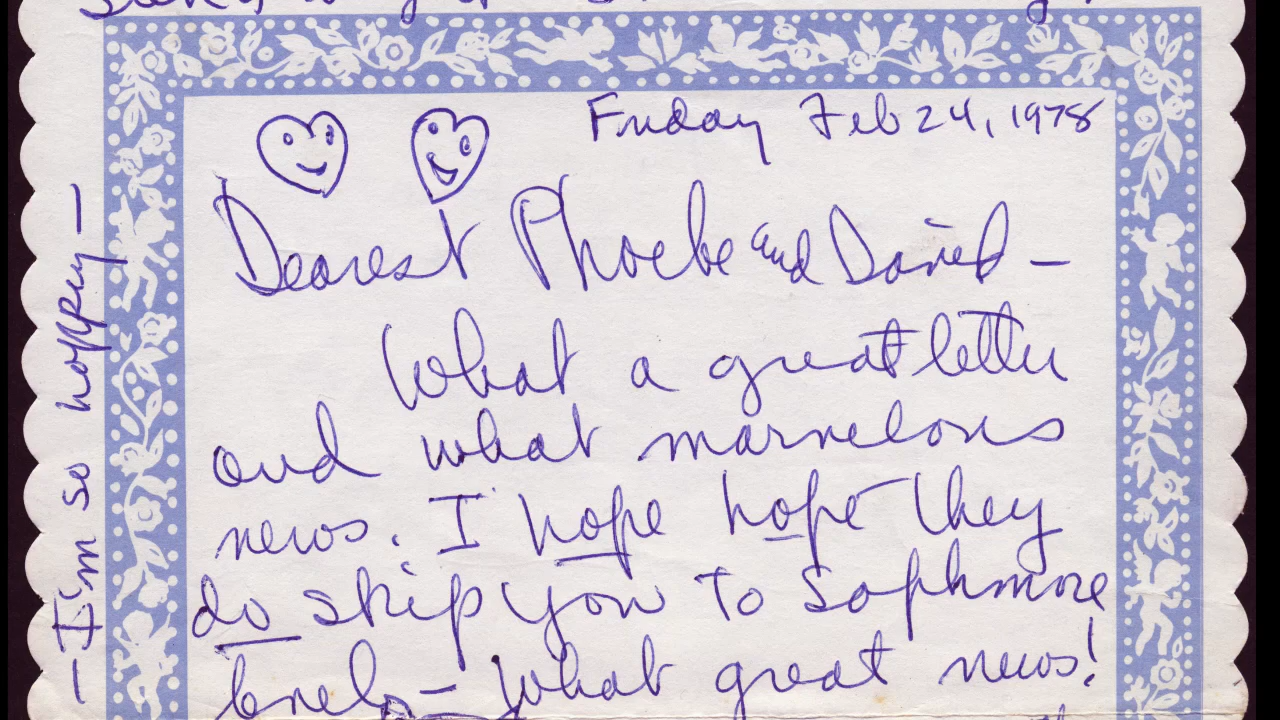 Friday Feb 24, 1978
Dearest Phoebe and David —
What a great letter
and what marvelous
news. I hope hope they
do skip you to Sophmore
level — What great news!
— I'm so happy —